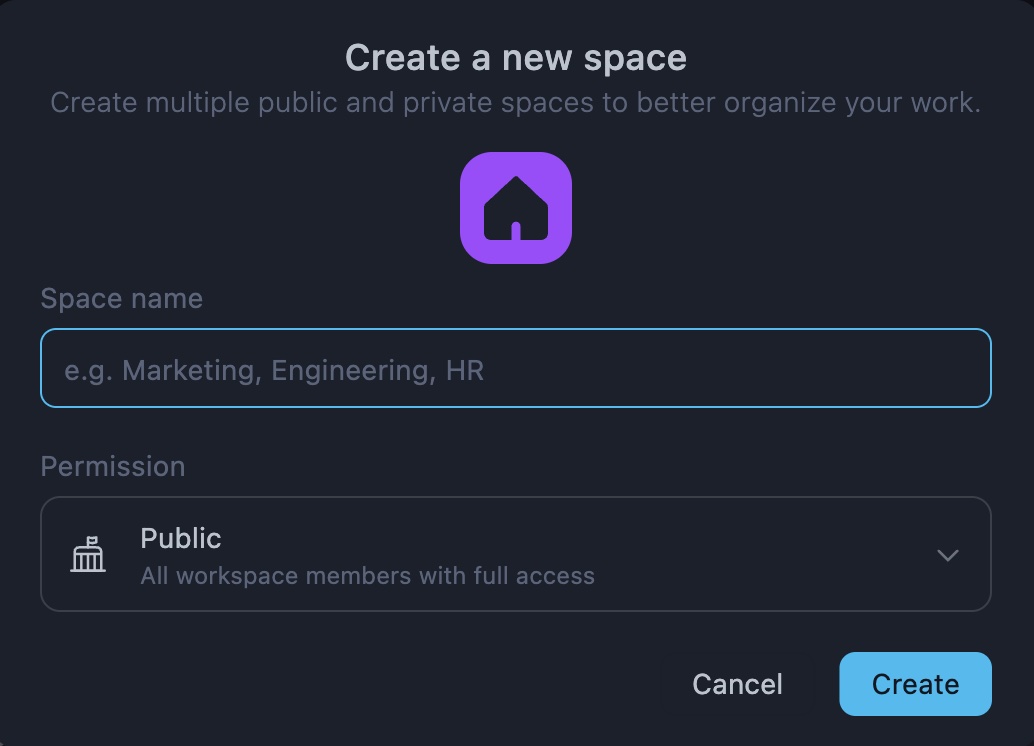 Create a new space
Create multiple public and private spaces to better organize your work.
Space name
e.g. Marketing, Engineering, HR
Permission
Public
All workspace members with full access
Cancel
Create